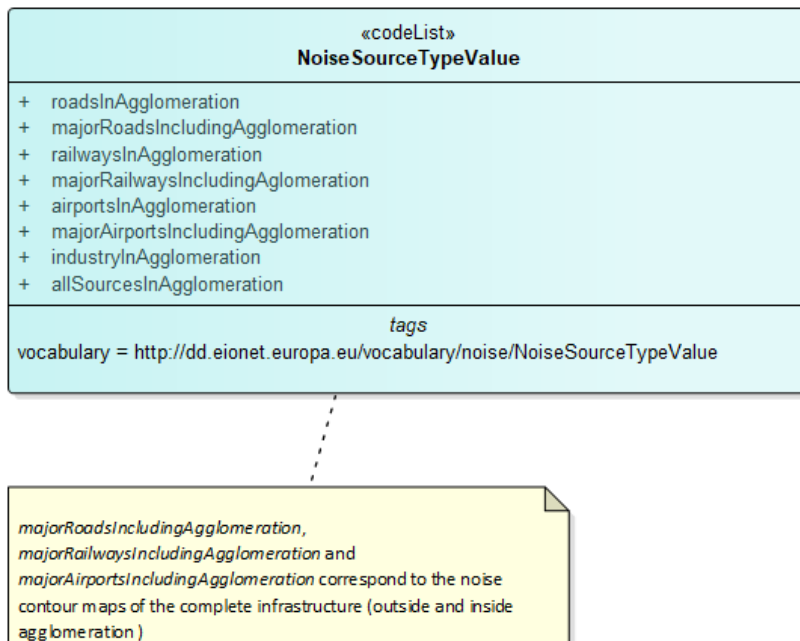 «codeList»
NoiseSourceTypeValue
+ roadsInAgglomeration
+ majorRoadsIncludingAgglomeration
+ railwaysInAgglomeration
+ majorRailwaysIncludingAglomeration
+ airportsInAgglomeration
+ majorAirportsIncludingAgglomeration
+ industryInAgglomeration
+ allSourcesInAgglomeration
tags
vocabulary = http://dd.eionet.europa.eu/vocabulary/noise/NoiseSourceTypeValue
majorRoadsIncludingAgglomeration,
majorRailwaysIncludingAgglomeration and
majorAirportsIncludingAgglomeration correspond to the noise
contour maps of the complete infrastructure (outside and inside
agglomeration )